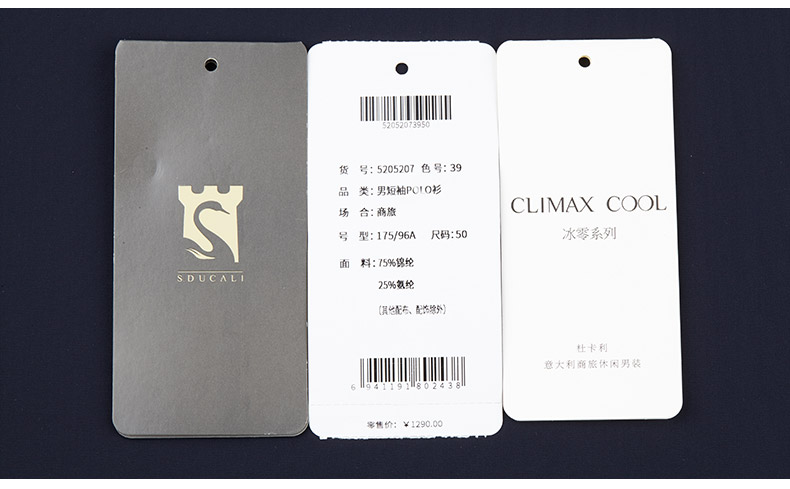 SDUCALI
52052073950
货 号: 5205207 色 号: 39
品 类: 男短袖POLO衫
场 合: 商旅
号 型: 175/96A 尺码: 50
面 料: 75%锦纶
25%氨纶
(其他配布、配饰除外)
6 941191 802438
零售价: ¥1290.00
CLIMAX COOL
冰零系列
杜卡利
意大利商旅休闲男装